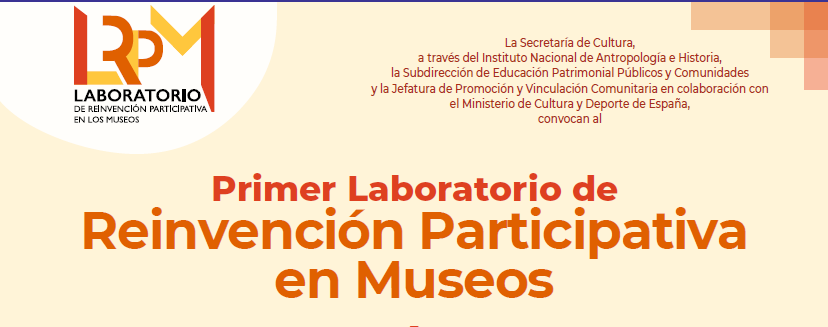 LRPM
LABORATORIO
DE REINVENCIÓN PARTICIPATIVA
EN LOS MUSEOS
La Secretaría de Cultura,
a través del Instituto Nacional de Antropología e Historia,
la Subdirección de Educación Patrimonial Públicos y Comunidades
y la Jefatura de Promoción y Vinculación Comunitaria en colaboración con
el Ministerio de Cultura y Deporte de España,
convocan al
Primer Laboratorio de
Reinvención Participativa
en Museos